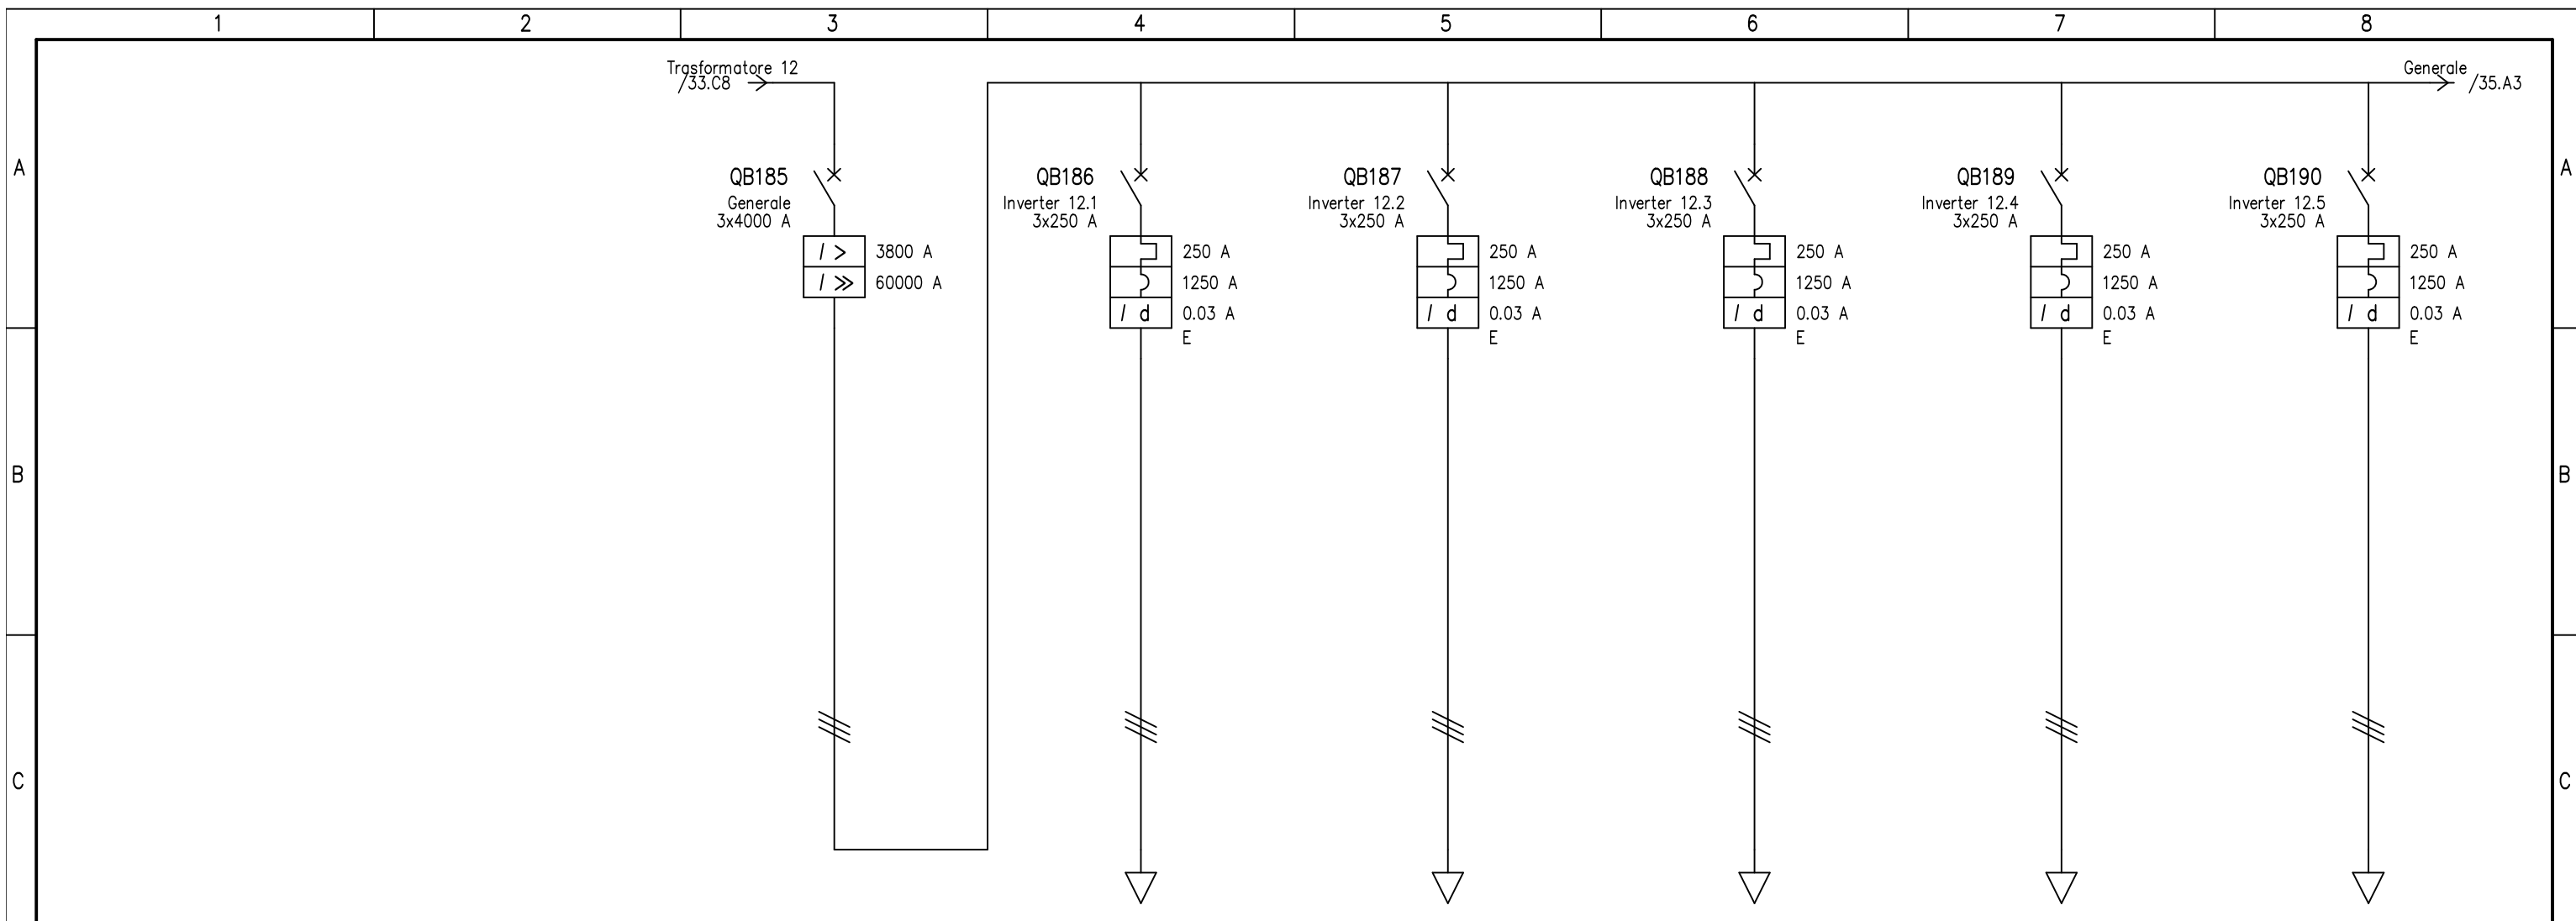 1 2 3 4 5 6 7 8
Trasformatore 12
/33.C8
Generale
/35.A3
A A
QB185
Generale
3x4000 A
I > 3800 A
I >> 60000 A
QB186
Inverter 12.1
3x250 A
250 A
1250 A
I d 0.03 A
E
QB187
Inverter 12.2
3x250 A
250 A
1250 A
I d 0.03 A
E
QB188
Inverter 12.3
3x250 A
250 A
1250 A
I d 0.03 A
E
QB189
Inverter 12.4
3x250 A
250 A
1250 A
I d 0.03 A
E
QB190
Inverter 12.5
3x250 A
250 A
1250 A
I d 0.03 A
E
B B
C C